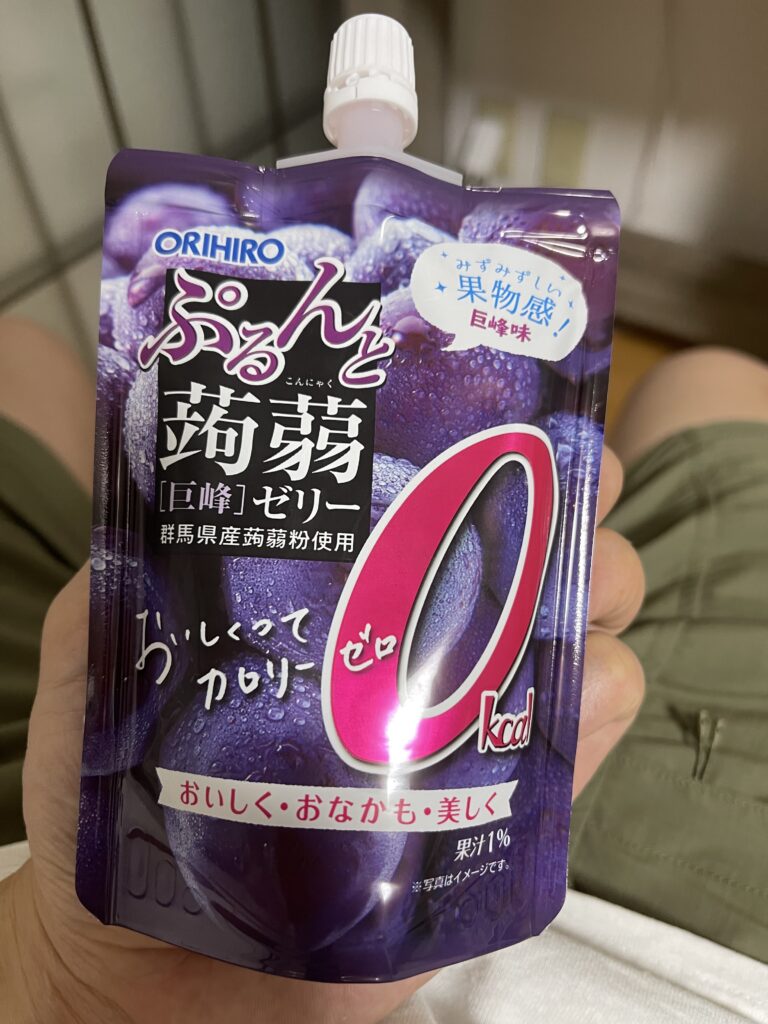 ORIHIRO
ぷるんと
こんにゃく
蒟蒻
[巨峰]ゼリー
群馬県産蒟蒻粉使用
みずみずしい
果物感!
巨峰味
おいしくって
カロリー
ゼロ
0
kcal
おいしく・おなかも・美しく
果汁1%
※写真はイメージです。